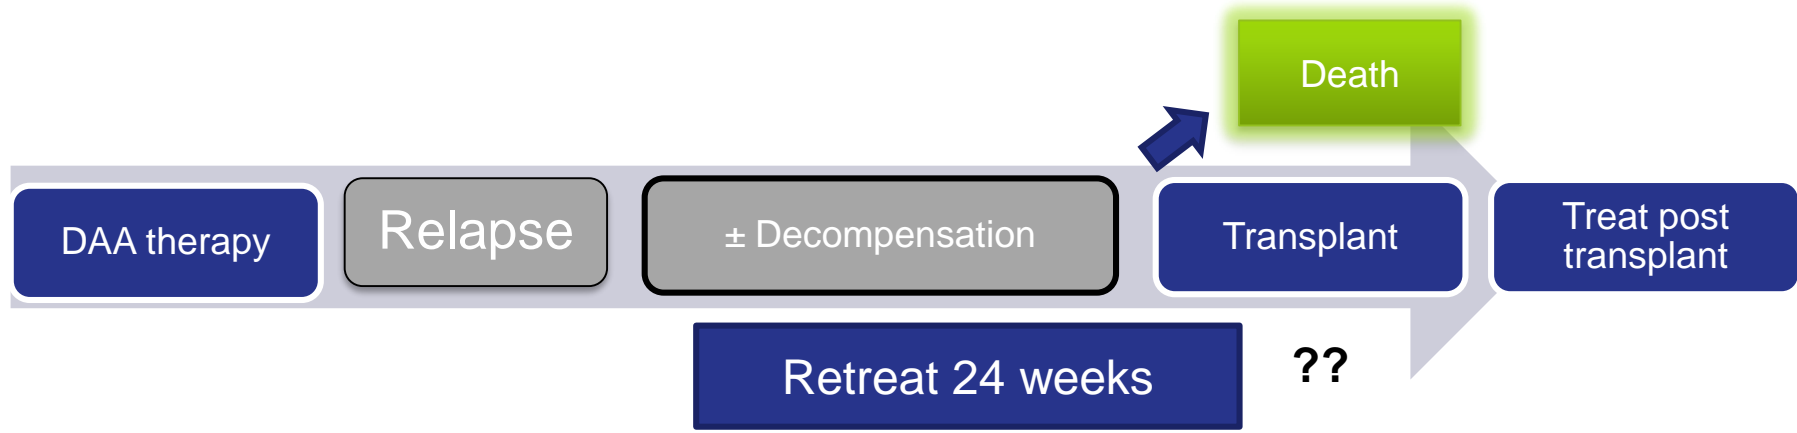 Death
DAA therapy
Relapse
± Decompensation
Transplant
Treat post
transplant
Retreat 24 weeks
??